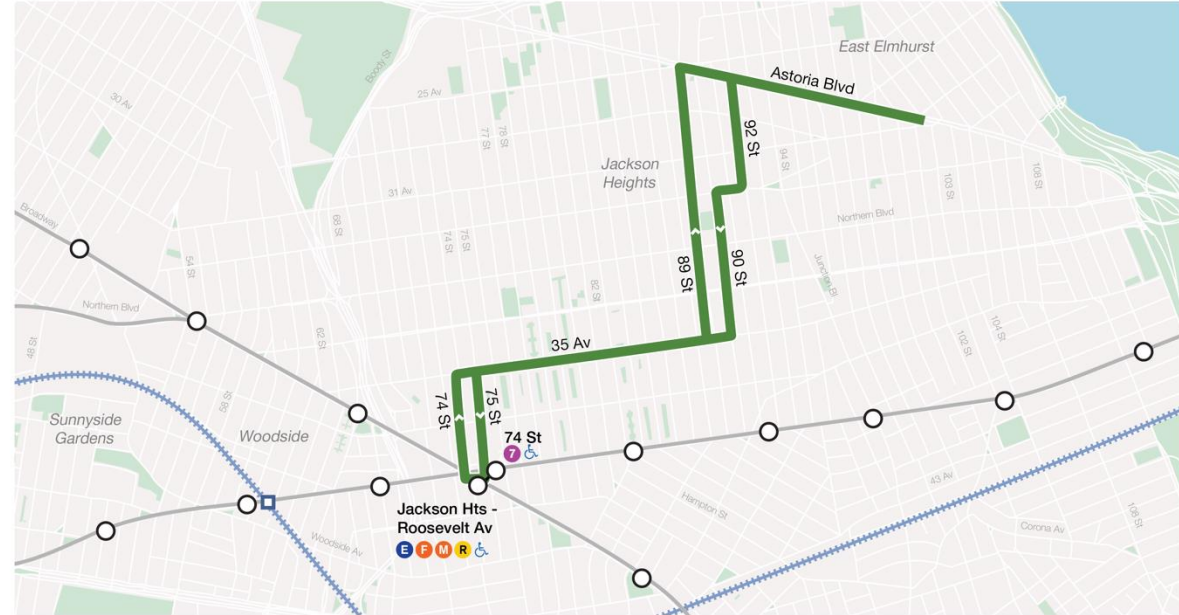 East Elmhurst
Astoria Blvd
Boody St
30 Av
25 Av
77 St
78 St
92 St
94 St
Jackson
Heights
108 St
103 St
31 Av
Broadway
68 St
74 St
75 St
Northern Blvd
54 St
89 St
90 St
Junction Bl
82 St
Northern Blvd
62 St
48 St
35 Av
104 St
102 St
58 St
74 St
75 St
Sunnyside
Gardens
Woodside
74 St
7
43 Av
Jackson Hts -
Roosevelt Av
E F M R
Hampton St
108 St
Corona Av
Woodside Av